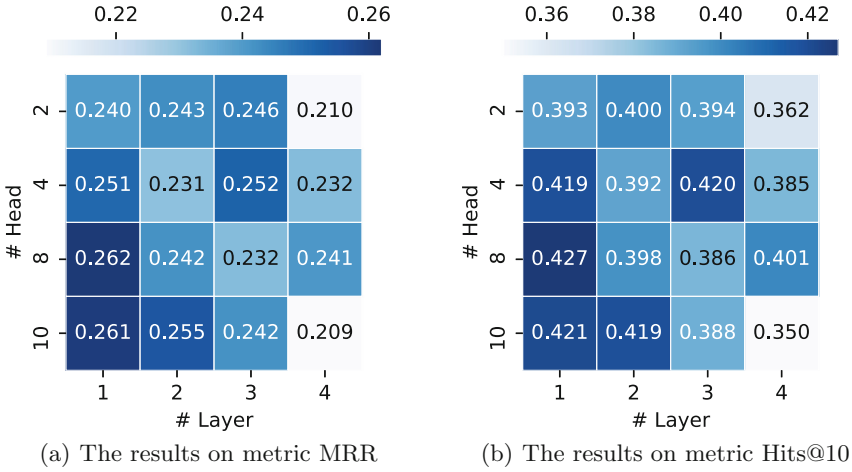 0.22 0.24 0.26
0.36 0.38 0.40 0.42
# Head
2 0.240 0.243 0.246 0.210
4 0.251 0.231 0.252 0.232
8 0.262 0.242 0.232 0.241
10 0.261 0.255 0.242 0.209
1 2 3 4
# Layer
(a) The results on metric MRR
# Head
2 0.393 0.400 0.394 0.362
4 0.419 0.392 0.420 0.385
8 0.427 0.398 0.386 0.401
10 0.421 0.419 0.388 0.350
1 2 3 4
# Layer
(b) The results on metric Hits@10